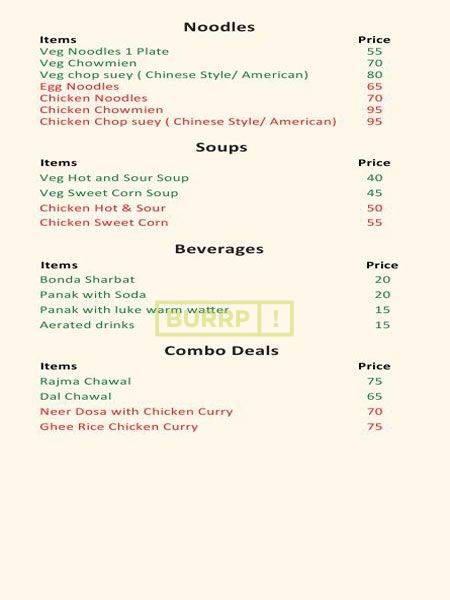 Noodles
Items Price
Veg Noodles 1 Plate 55
Veg Chowmien 70
Veg chop suey ( Chinese Style/ American) 80
Egg Noodles 65
Chicken Noodles 70
Chicken Chowmien 95
Chicken Chop suey ( Chinese Style/ American) 95
Soups
Items Price
Veg Hot and Sour Soup 40
Veg Sweet Corn Soup 45
Chicken Hot & Sour 50
Chicken Sweet Corn 55
Beverages
Items Price
Bonda Sharbat 20
Panak with Soda 20
Panak with luke warm watter 15
BURRP !
Aerated drinks 15
Combo Deals
Items Price
Rajma Chawal 75
Dal Chawal 65
Neer Dosa with Chicken Curry 70
Ghee Rice Chicken Curry 75